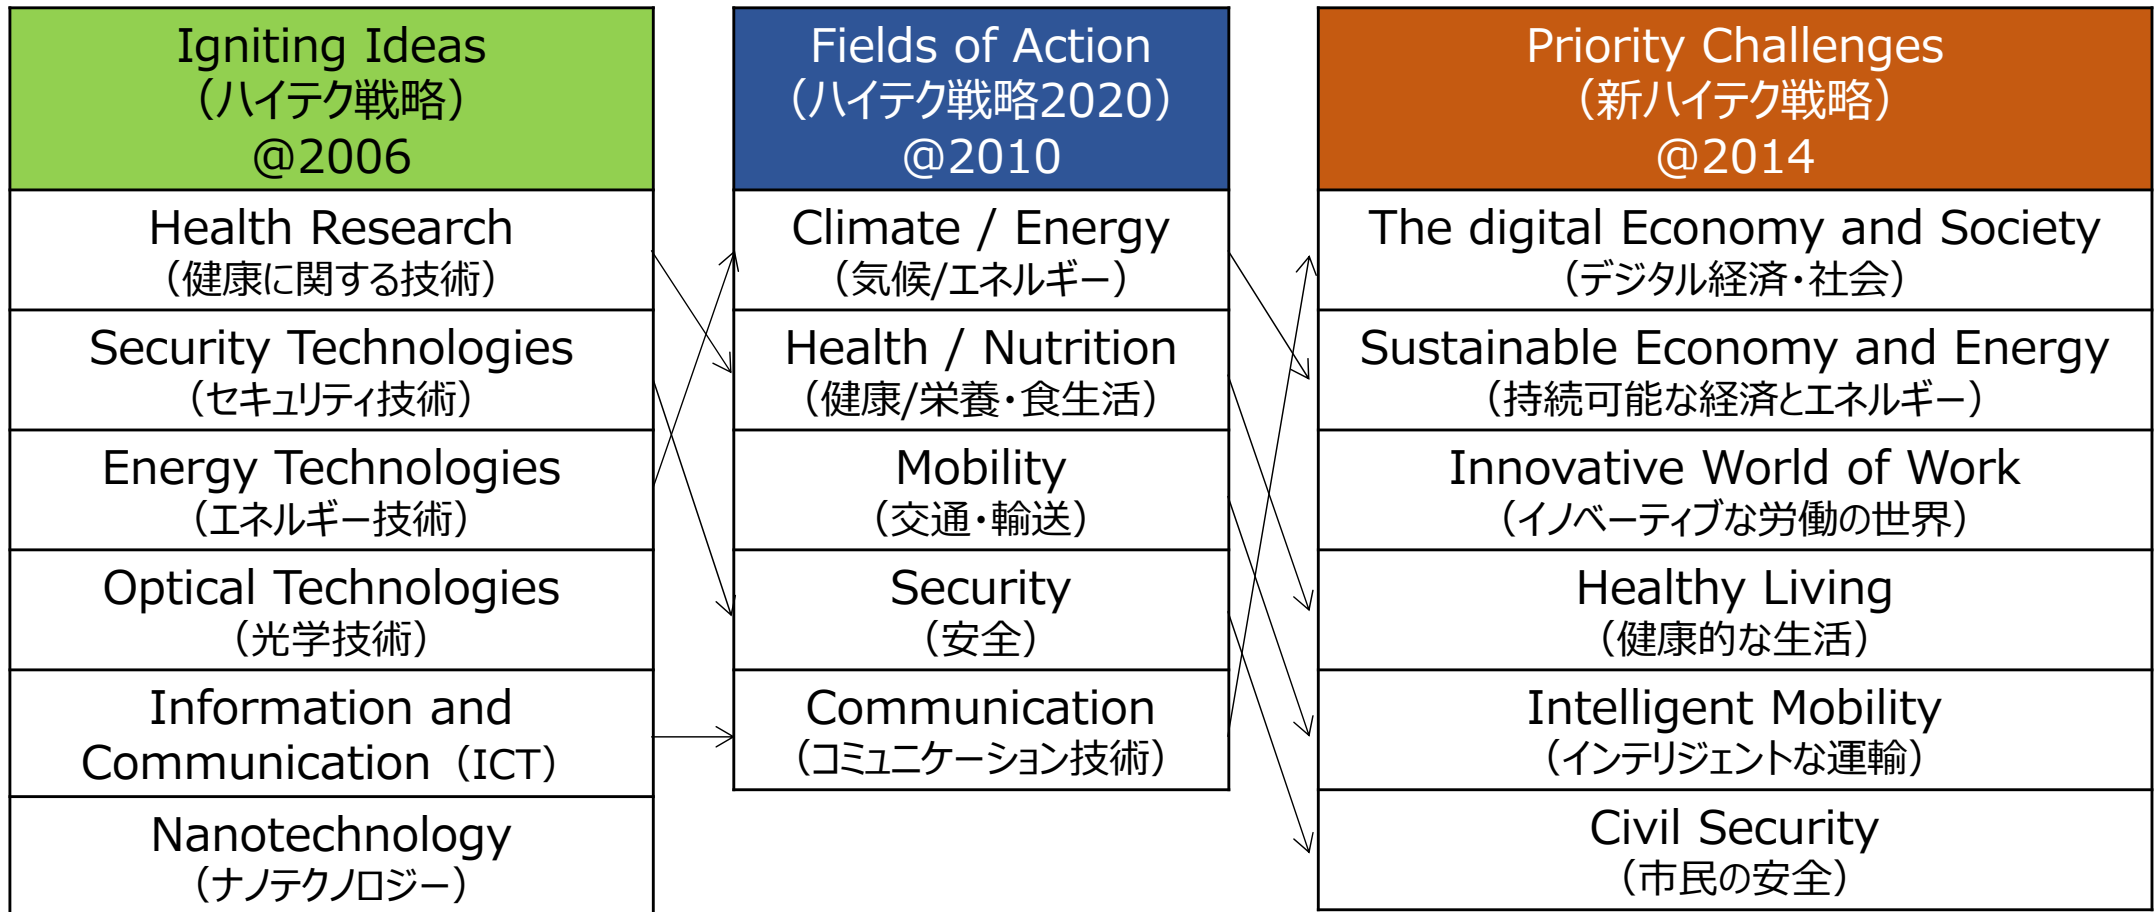 Igniting Ideas
（ハイテク戦略）
@2006
Health Research
（健康に関する技術）
Security Technologies
（セキュリティ技術）
Energy Technologies
（エネルギー技術）
Optical Technologies
（光学技術）
Information and
Communication（ICT）
Nanotechnology
（ナノテクノロジー）
Fields of Action
（ハイテク戦略2020）
@2010
Climate / Energy
（気候/エネルギー）
Health / Nutrition
（健康/栄養・食生活）
Mobility
（交通・輸送）
Security
（安全）
Communication
（コミュニケーション技術）
Priority Challenges
（新ハイテク戦略）
@2014
The digital Economy and Society
（デジタル経済・社会）
Sustainable Economy and Energy
（持続可能な経済とエネルギー）
Innovative World of Work
（イノベーティブな労働の世界）
Healthy Living
（健康的な生活）
Intelligent Mobility
（インテリジェントな運輸）
Civil Security
（市民の安全）